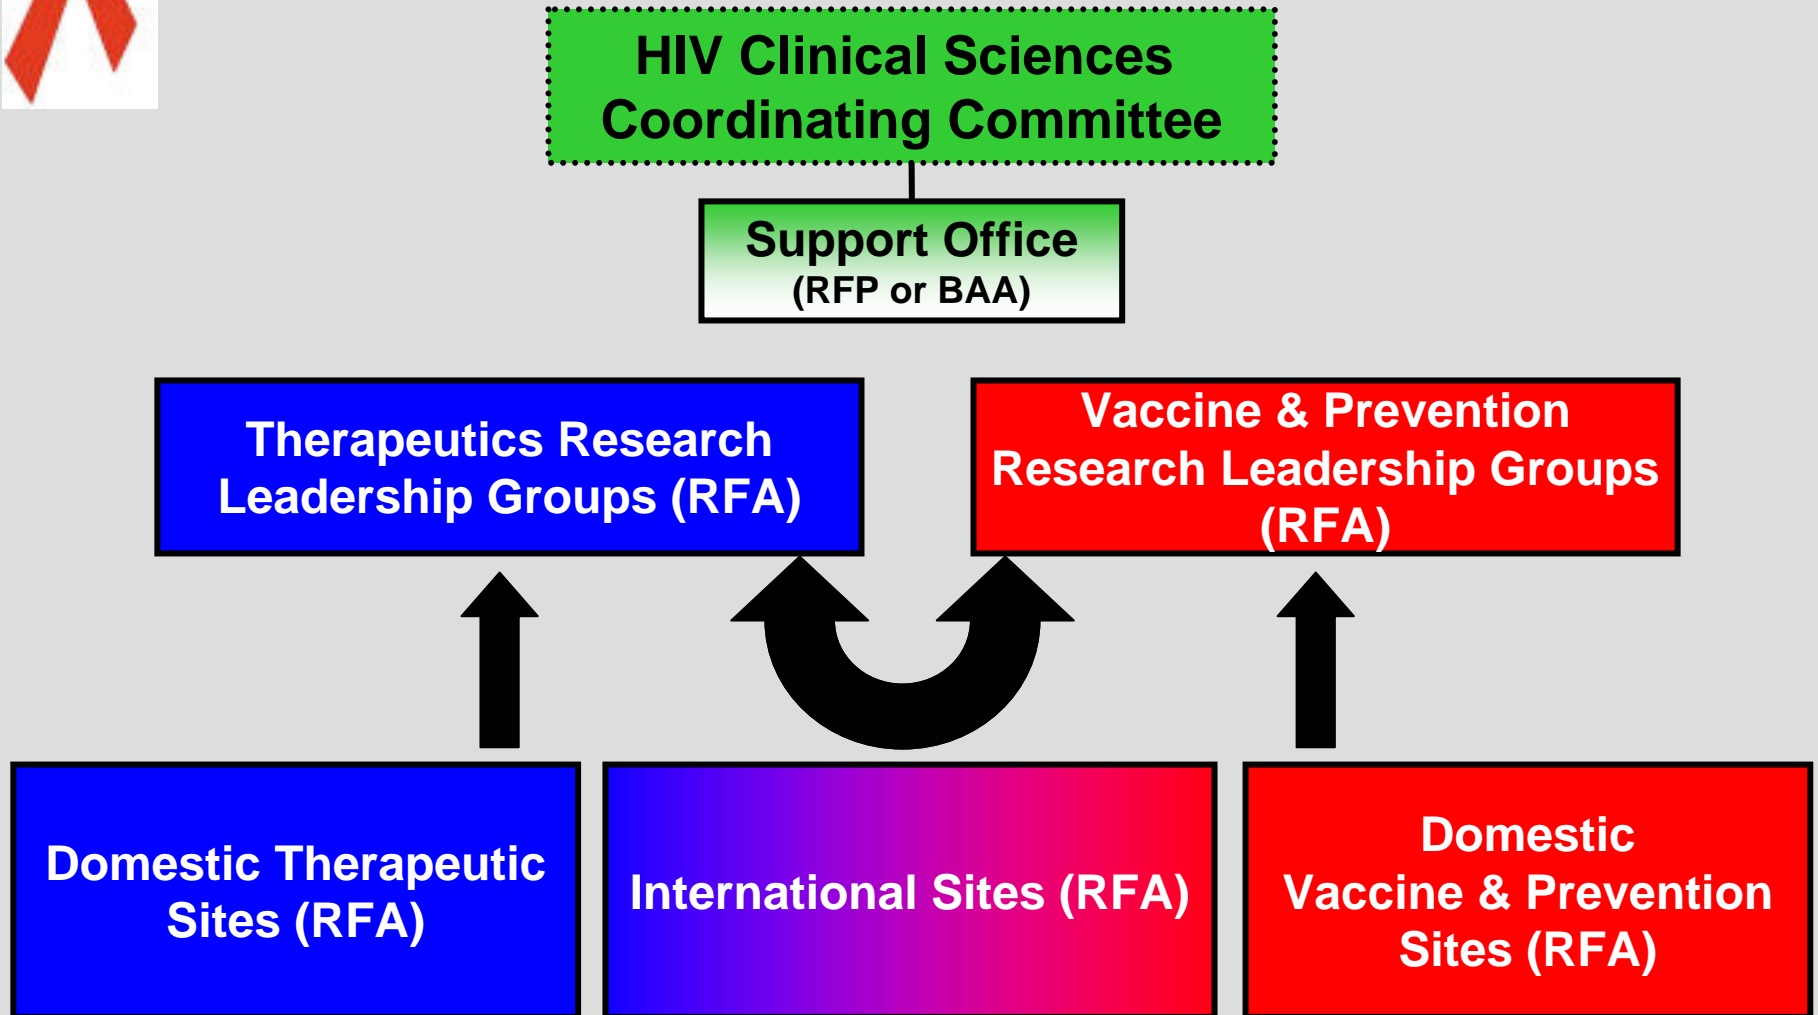 HIV Clinical Sciences
Coordinating Committee
Support Office
(RFP or BAA)
Therapeutics Research
Leadership Groups (RFA)
Vaccine & Prevention
Research Leadership Groups
(RFA)
Domestic Therapeutic
Sites (RFA)
International Sites (RFA)
Domestic
Vaccine & Prevention
Sites (RFA)